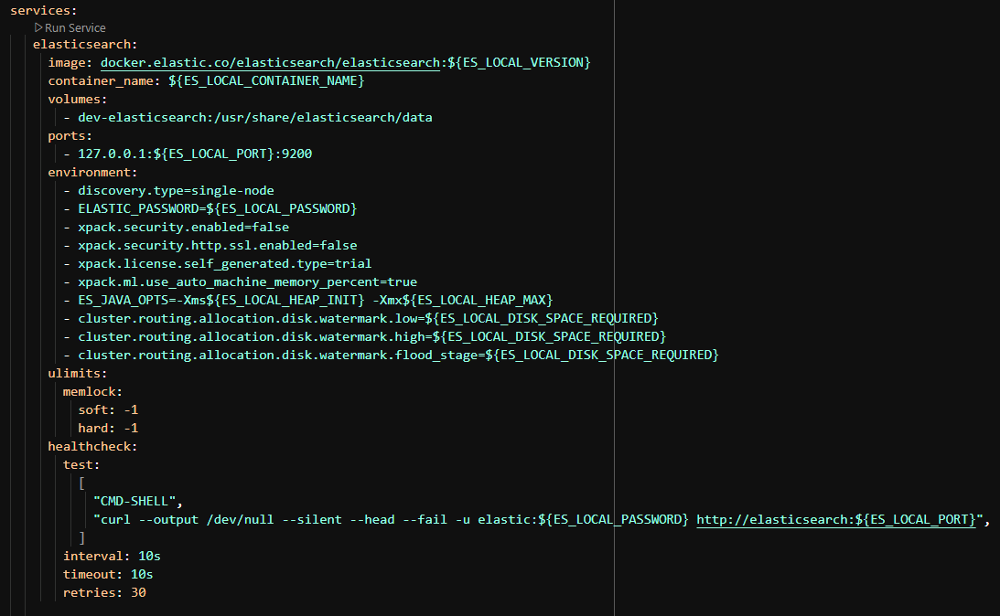 services:
▷Run Service
elasticsearch:
image: docker.elastic.co/elasticsearch/elasticsearch:${ES_LOCAL_VERSION}
container_name: ${ES_LOCAL_CONTAINER_NAME}
volumes:
- dev-elasticsearch:/usr/share/elasticsearch/data
ports:
- 127.0.0.1:${ES_LOCAL_PORT}:9200
environment:
- discovery.type=single-node
- ELASTIC_PASSWORD=${ES_LOCAL_PASSWORD}
- xpack.security.enabled=false
- xpack.security.http.ssl.enabled=false
- xpack.license.self_generated.type=trial
- xpack.ml.use_auto_machine_memory_percent=true
- ES_JAVA_OPTS=-Xms${ES_LOCAL_HEAP_INIT} -Xmx${ES_LOCAL_HEAP_MAX}
- cluster.routing.allocation.disk.watermark.low=${ES_LOCAL_DISK_SPACE_REQUIRED}
- cluster.routing.allocation.disk.watermark.high=${ES_LOCAL_DISK_SPACE_REQUIRED}
- cluster.routing.allocation.disk.watermark.flood_stage=${ES_LOCAL_DISK_SPACE_REQUIRED}
ulimits:
memlock:
soft: -1
hard: -1
healthcheck:
test:
[
"CMD-SHELL",
"curl --output /dev/null --silent --head --fail -u elastic:${ES_LOCAL_PASSWORD} http://elasticsearch:${ES_LOCAL_PORT}",
]
interval: 10s
timeout: 10s
retries: 30